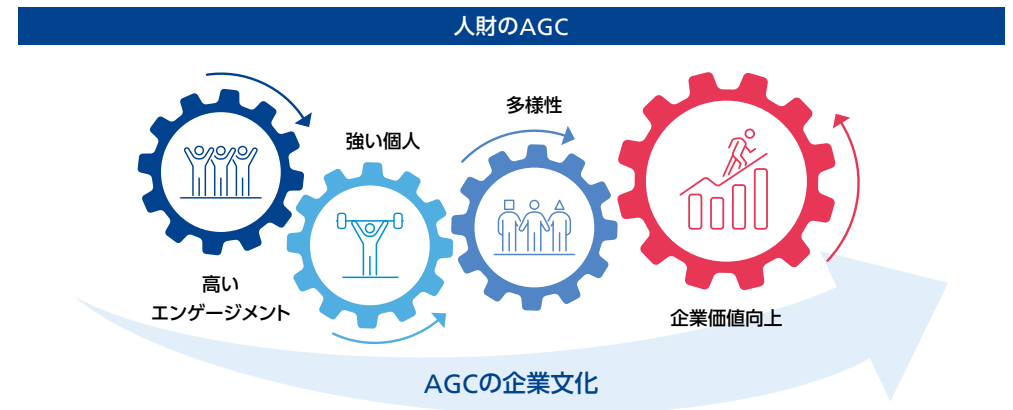 人財のAGC
高い
エンゲージメント
強い個人
多様性
企業価値向上
AGCの企業文化